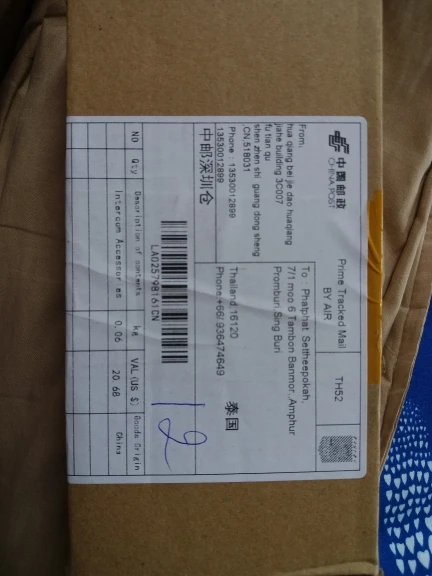 中国邮政
CHINA POST
Prime Tracked Mail
BY AIR
TH52
From:
hua qiang bei jie dao huaqiang
jiahe building 3C007
fu tian qu
shen zhen shi guang dong sheng
CN,518031
Phone : 13530012899
13530012899
中邮深圳仓
To : Phatphat Settheepokah,
7/1 moo 6 Tambon Banmor ,Amphur
Promburi Sing Buri
Thailand 16120
泰国
Phone:+66/ 936474649
LA025798161CN
12
NO Qty Description of contents kg VAL(US $) Goods Origin
Intercom Accessories 0.06 20.68 China